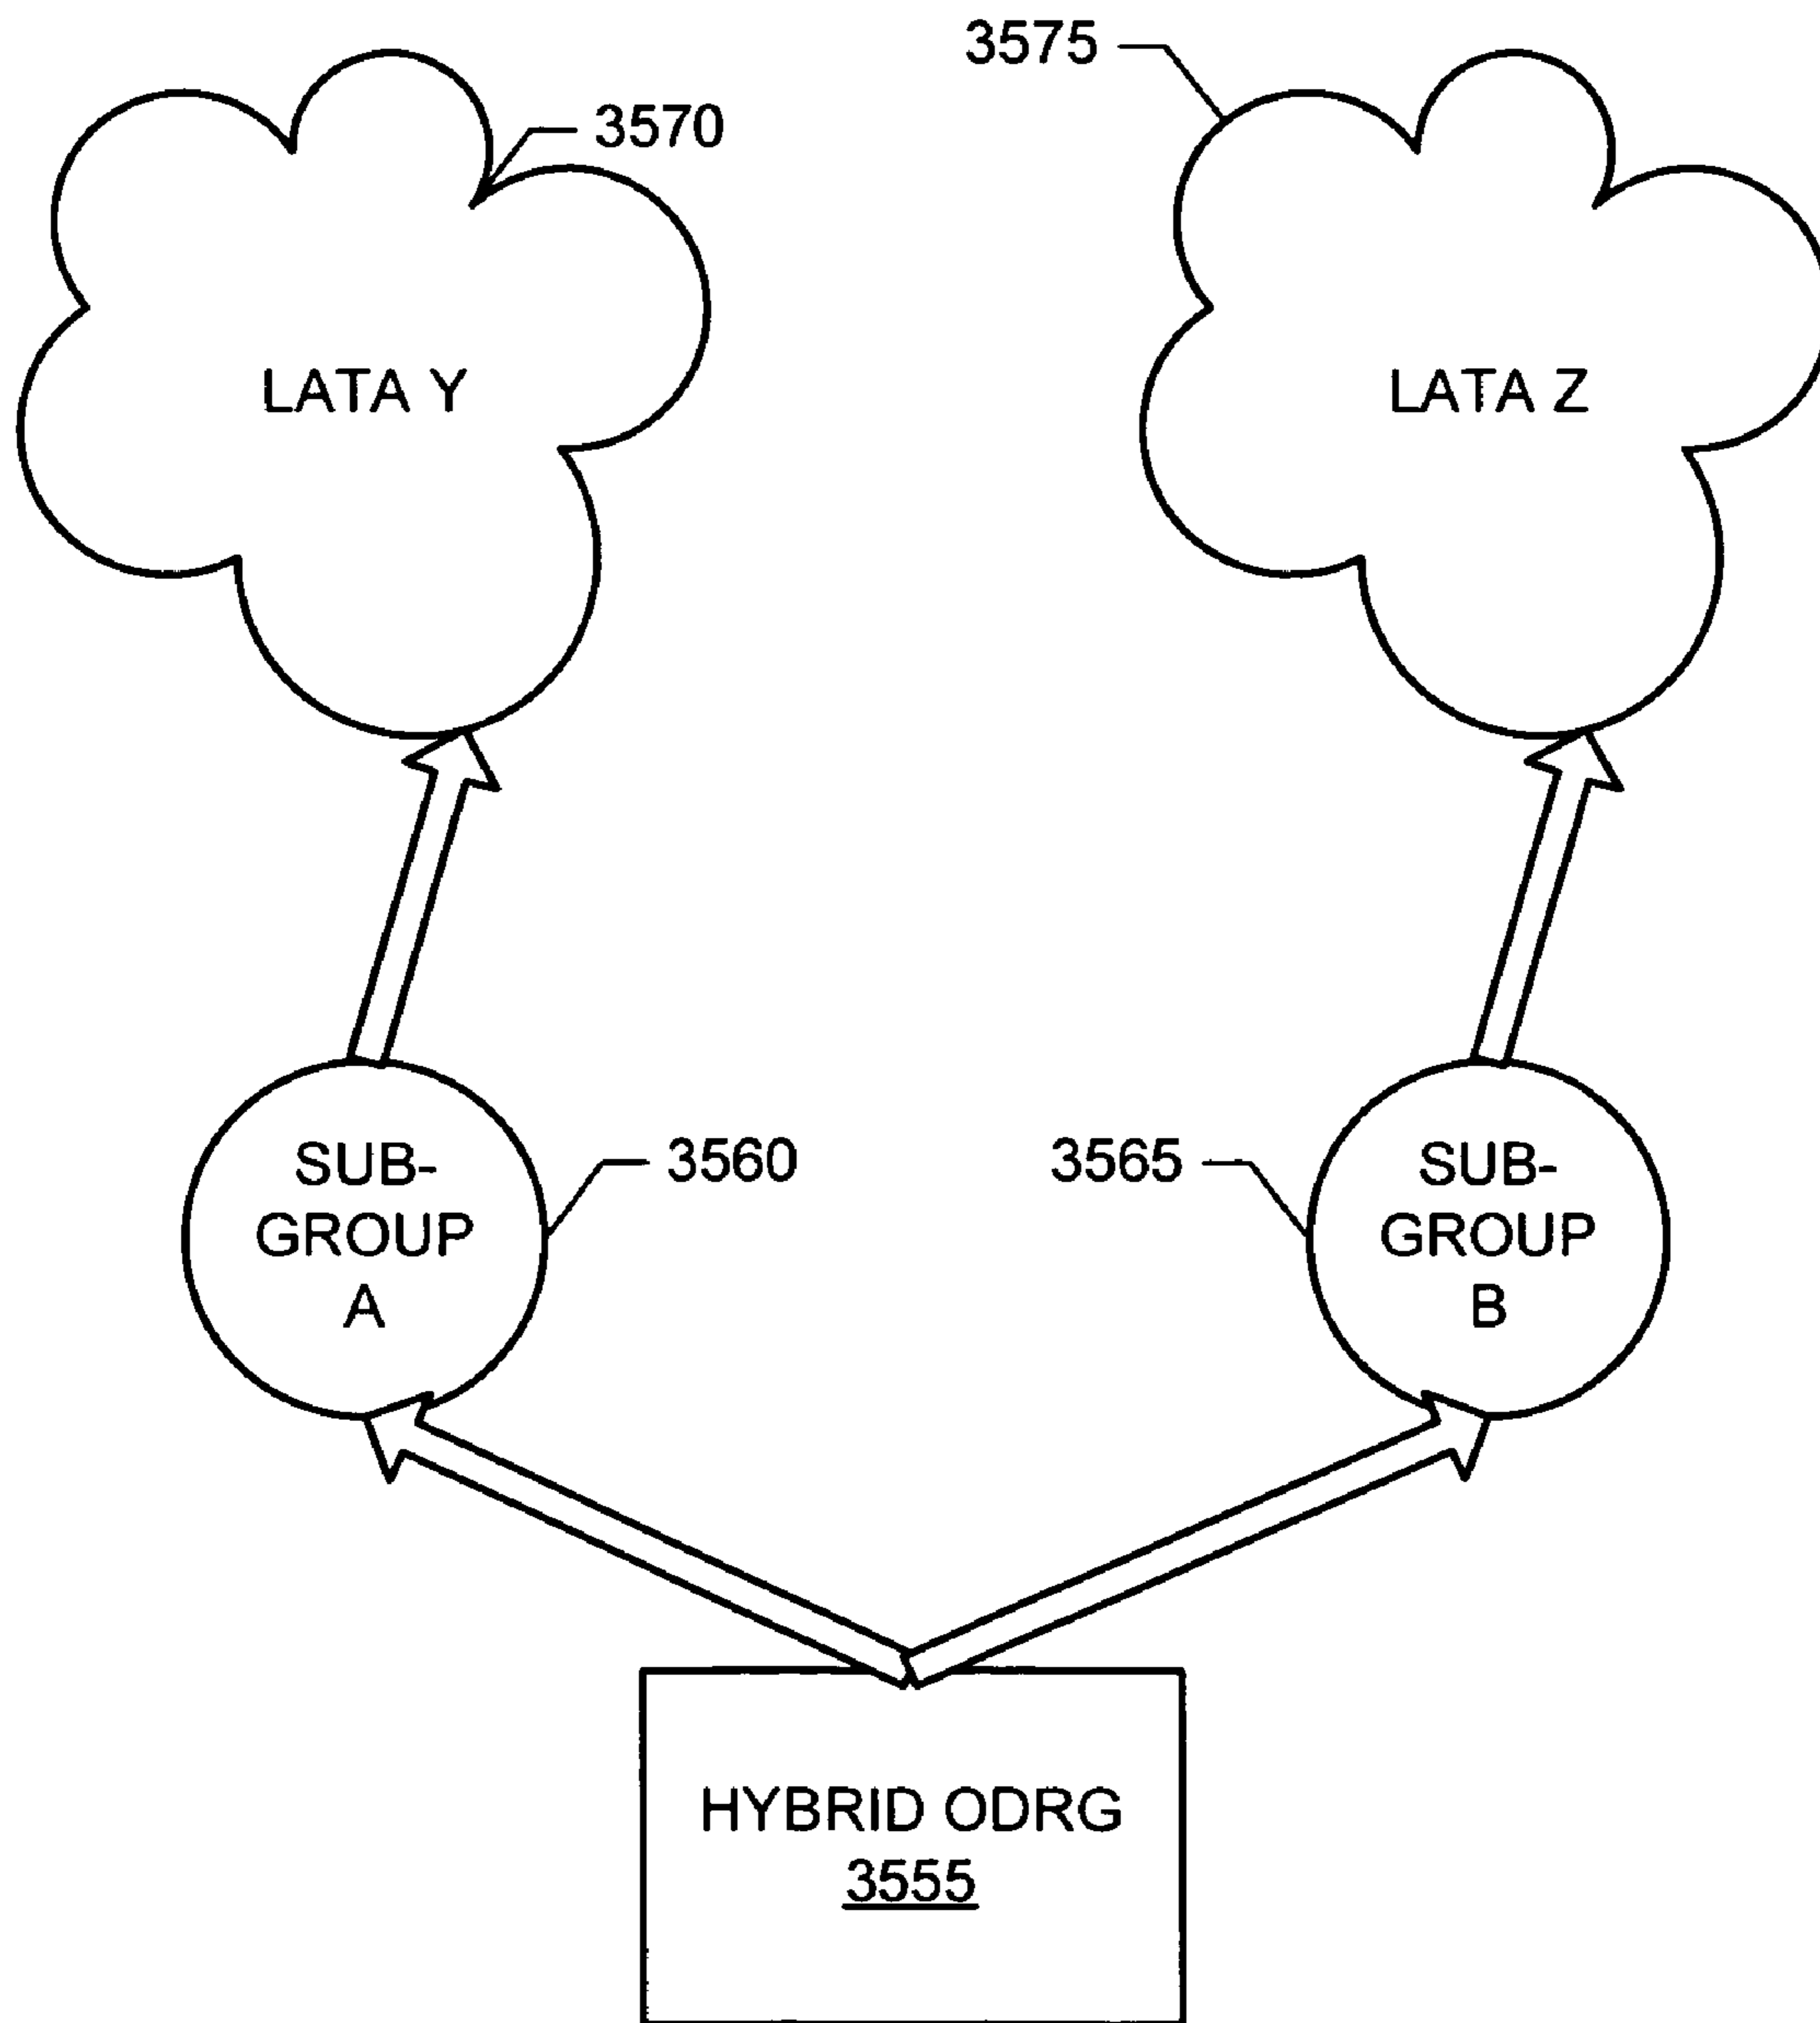 3575
3570
LATA Y
LATA Z
SUB-
GROUP
A
3560
3565
SUB-
GROUP
B
HYBRID ODRG
3555